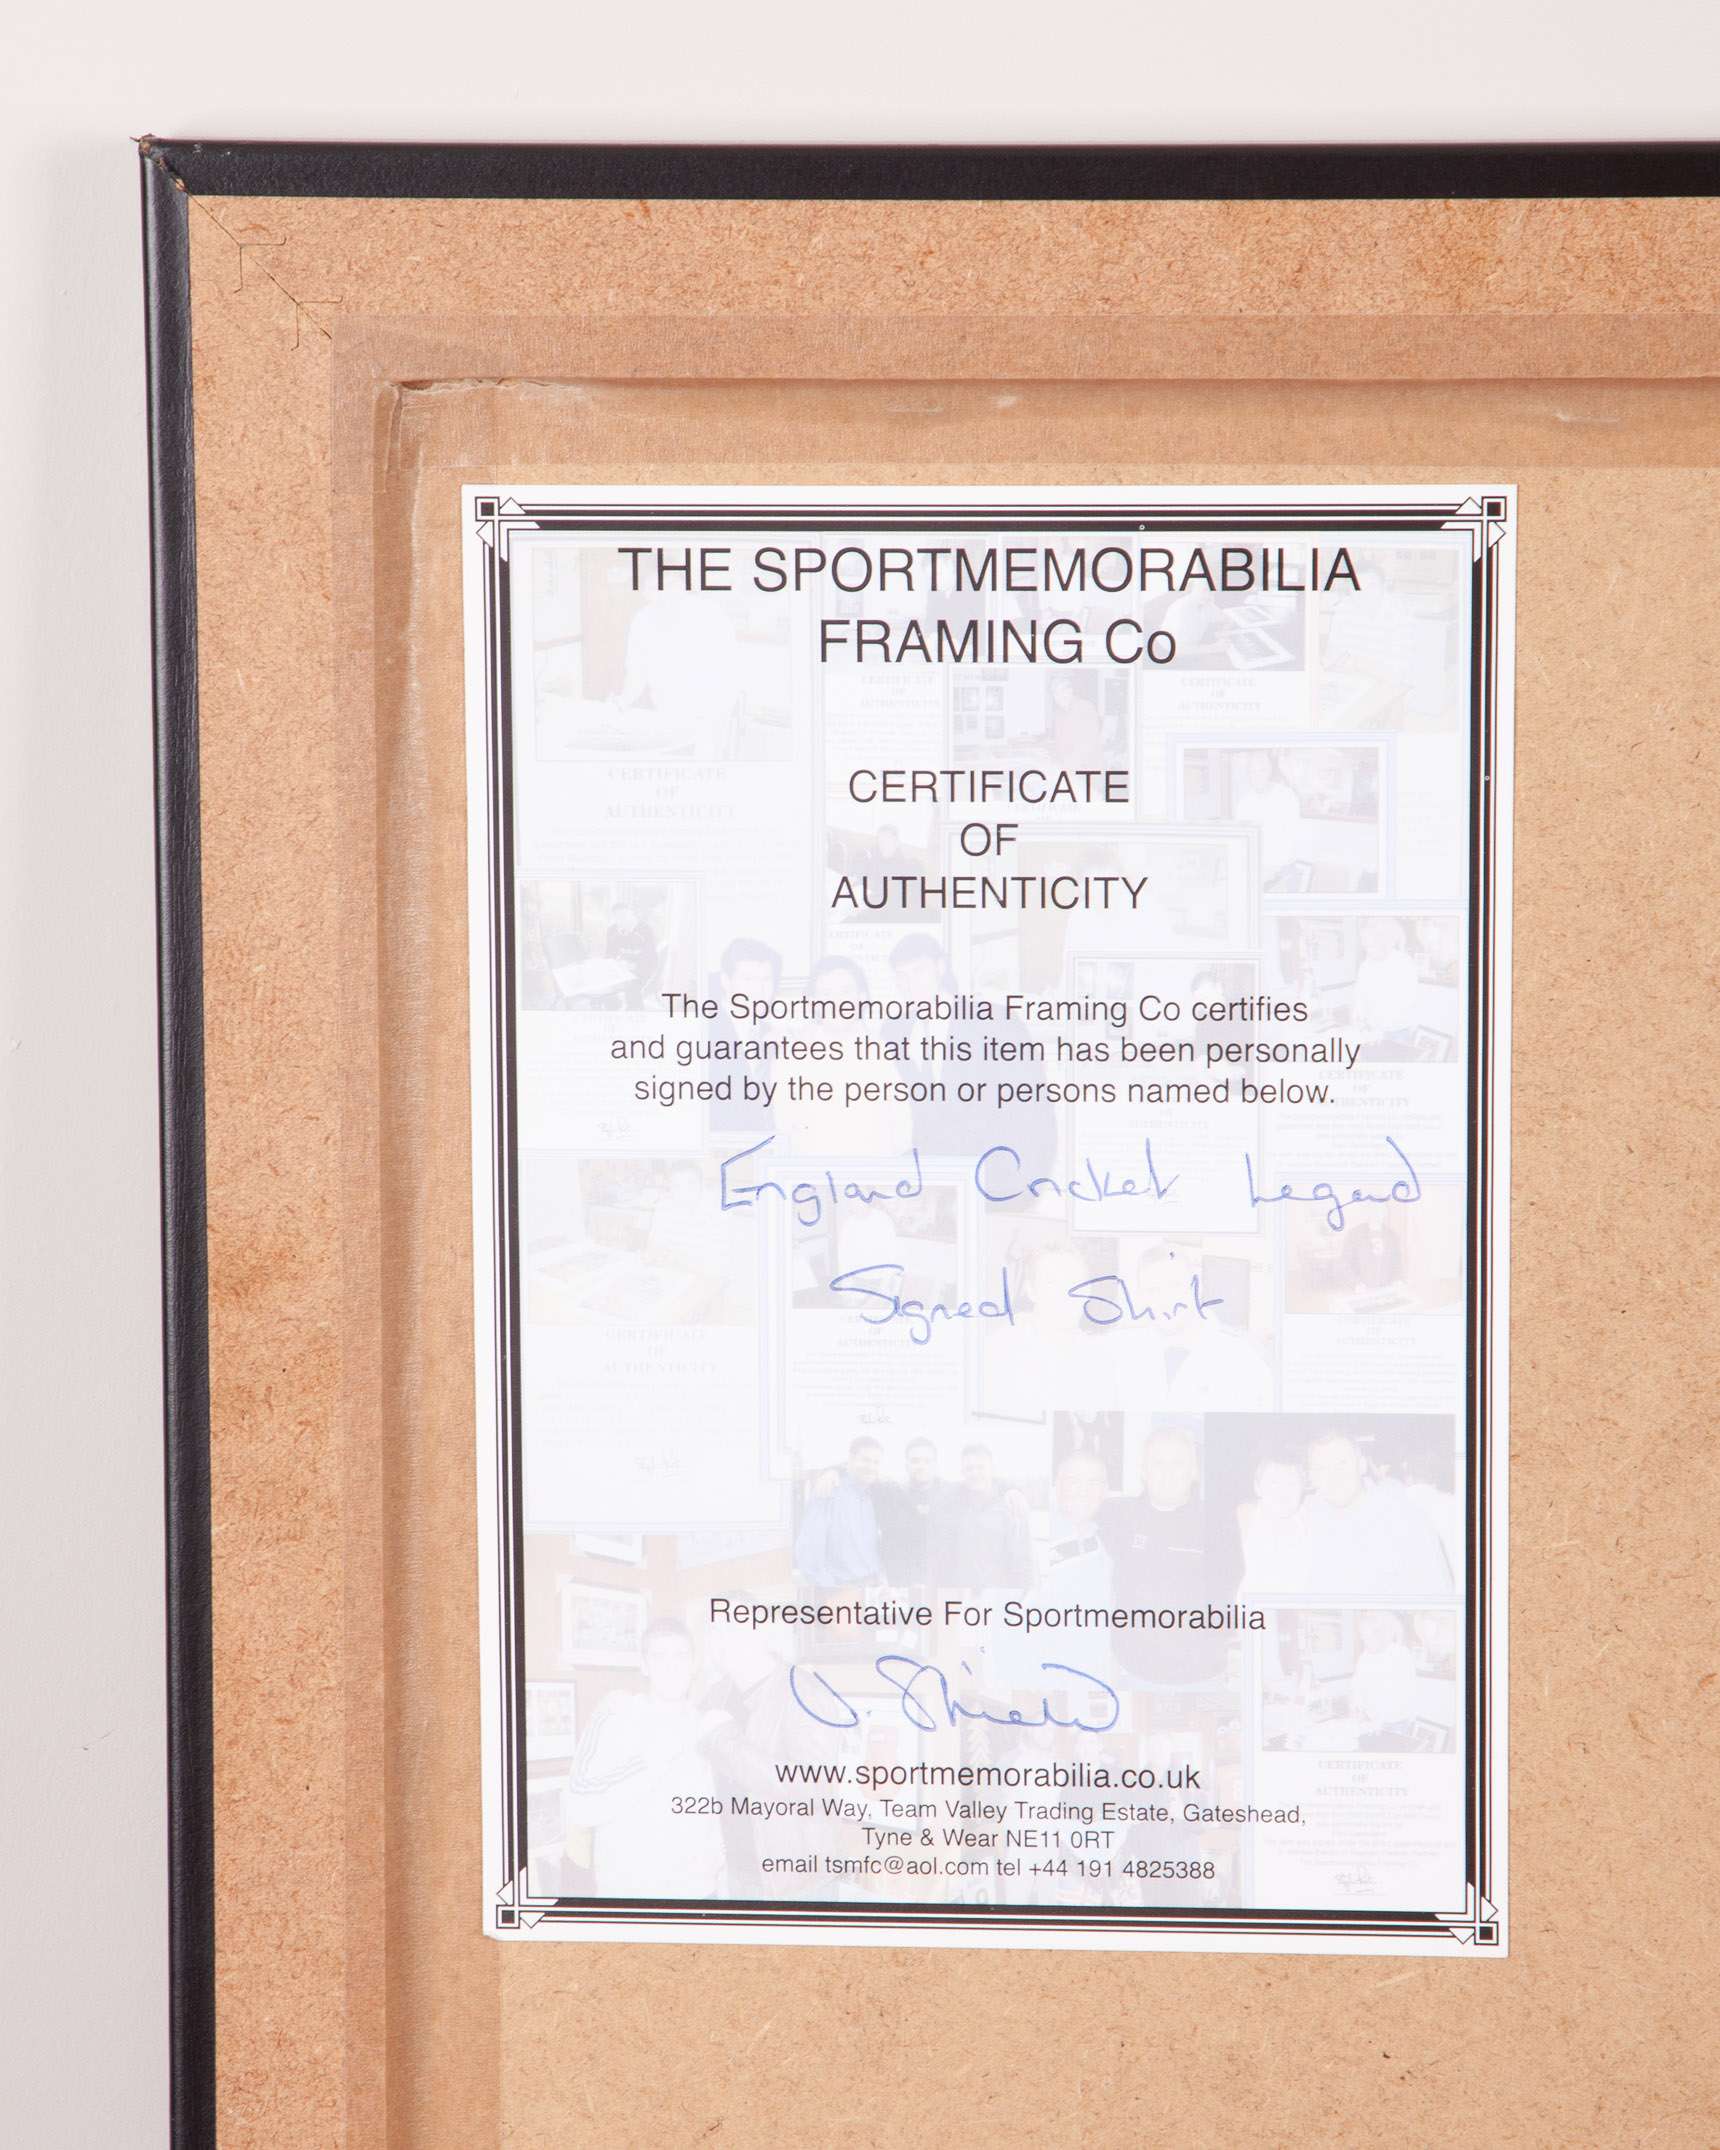 THE SPORTMEMORABILIA
FRAMING Co
CERTIFICATE
OF
AUTHENTICITY
The Sportmemorabilia Framing Co certifies
and guarantees that this item has been personally
signed by the person or persons named below.
England Cricket Legend
Signed Shirt
Representative For Sportmemorabilia
www.sportmemorabilia.co.uk
322b Mayoral Way, Team Valley Trading Estate, Gateshead,
Tyne & Wear NE11 0RT
email tsmfc@aol.com tel +44 191 4825388